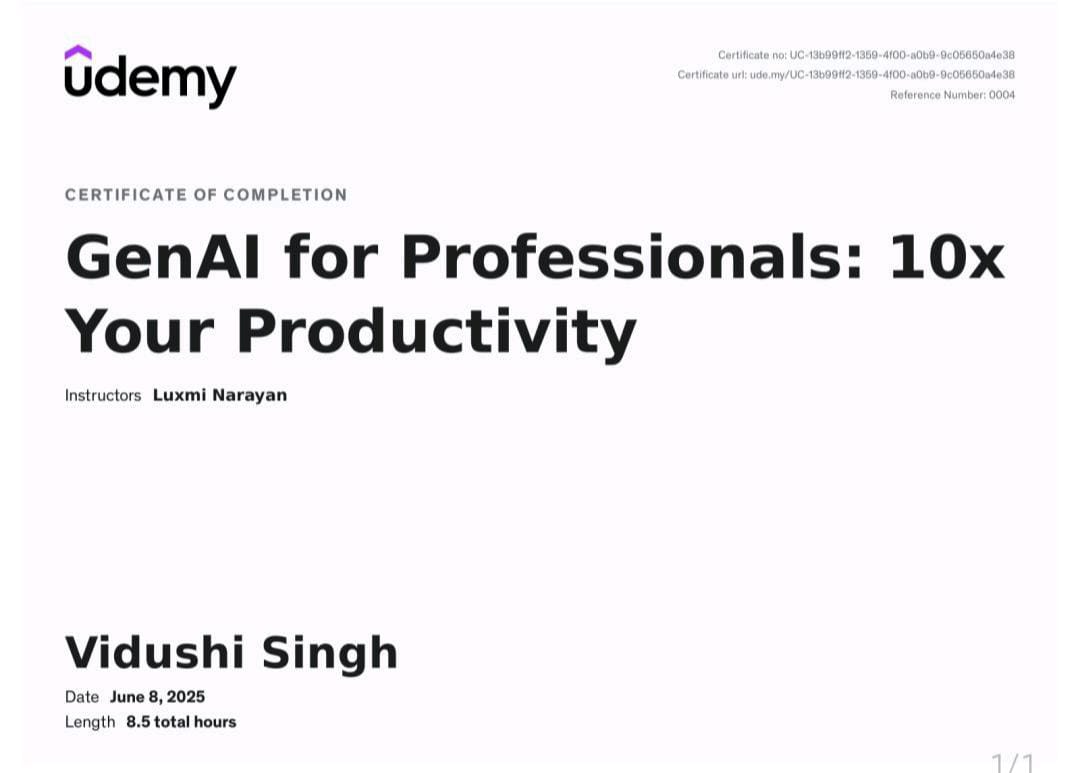 udemy
Certificate no: UC-13b99ff2-1359-4f00-a0b9-9c05650a4e38
Certificate url: ude.my/UC-13b99ff2-1359-4f00-a0b9-9c05650a4e38
Reference Number: 0004
CERTIFICATE OF COMPLETION
GenAI for Professionals: 10x
Your Productivity
Instructors Luxmi Narayan
Vidushi Singh
Date June 8, 2025
Length 8.5 total hours
1/1